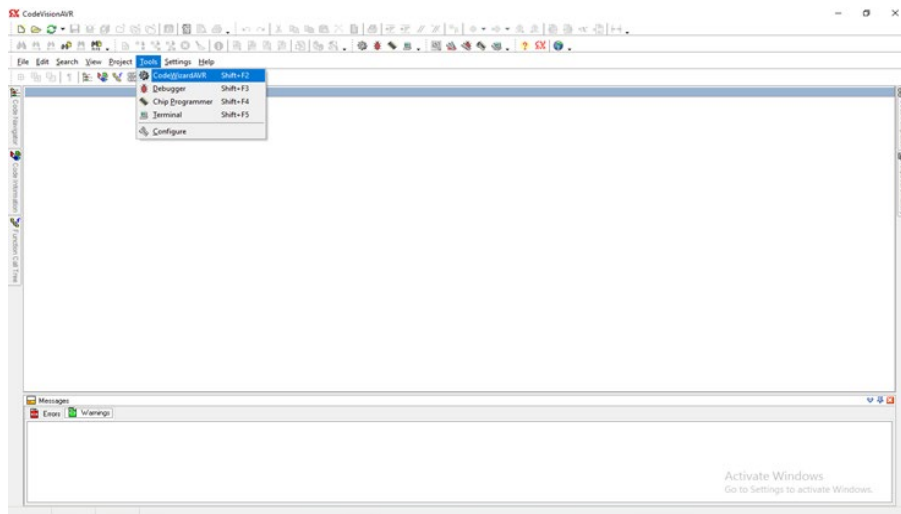 CodeVisionAVR
File Edit Search View Project Tools Settings Help
CodeWizardAVR Shift+F2
Debugger Shift+F3
Chip Programmer Shift+F4
Terminal Shift+F5
Configure
Code Navigator
Code Information
Function Call Tree
Messages
Errors Warnings
Activate Windows
Go to Settings to activate Windows.